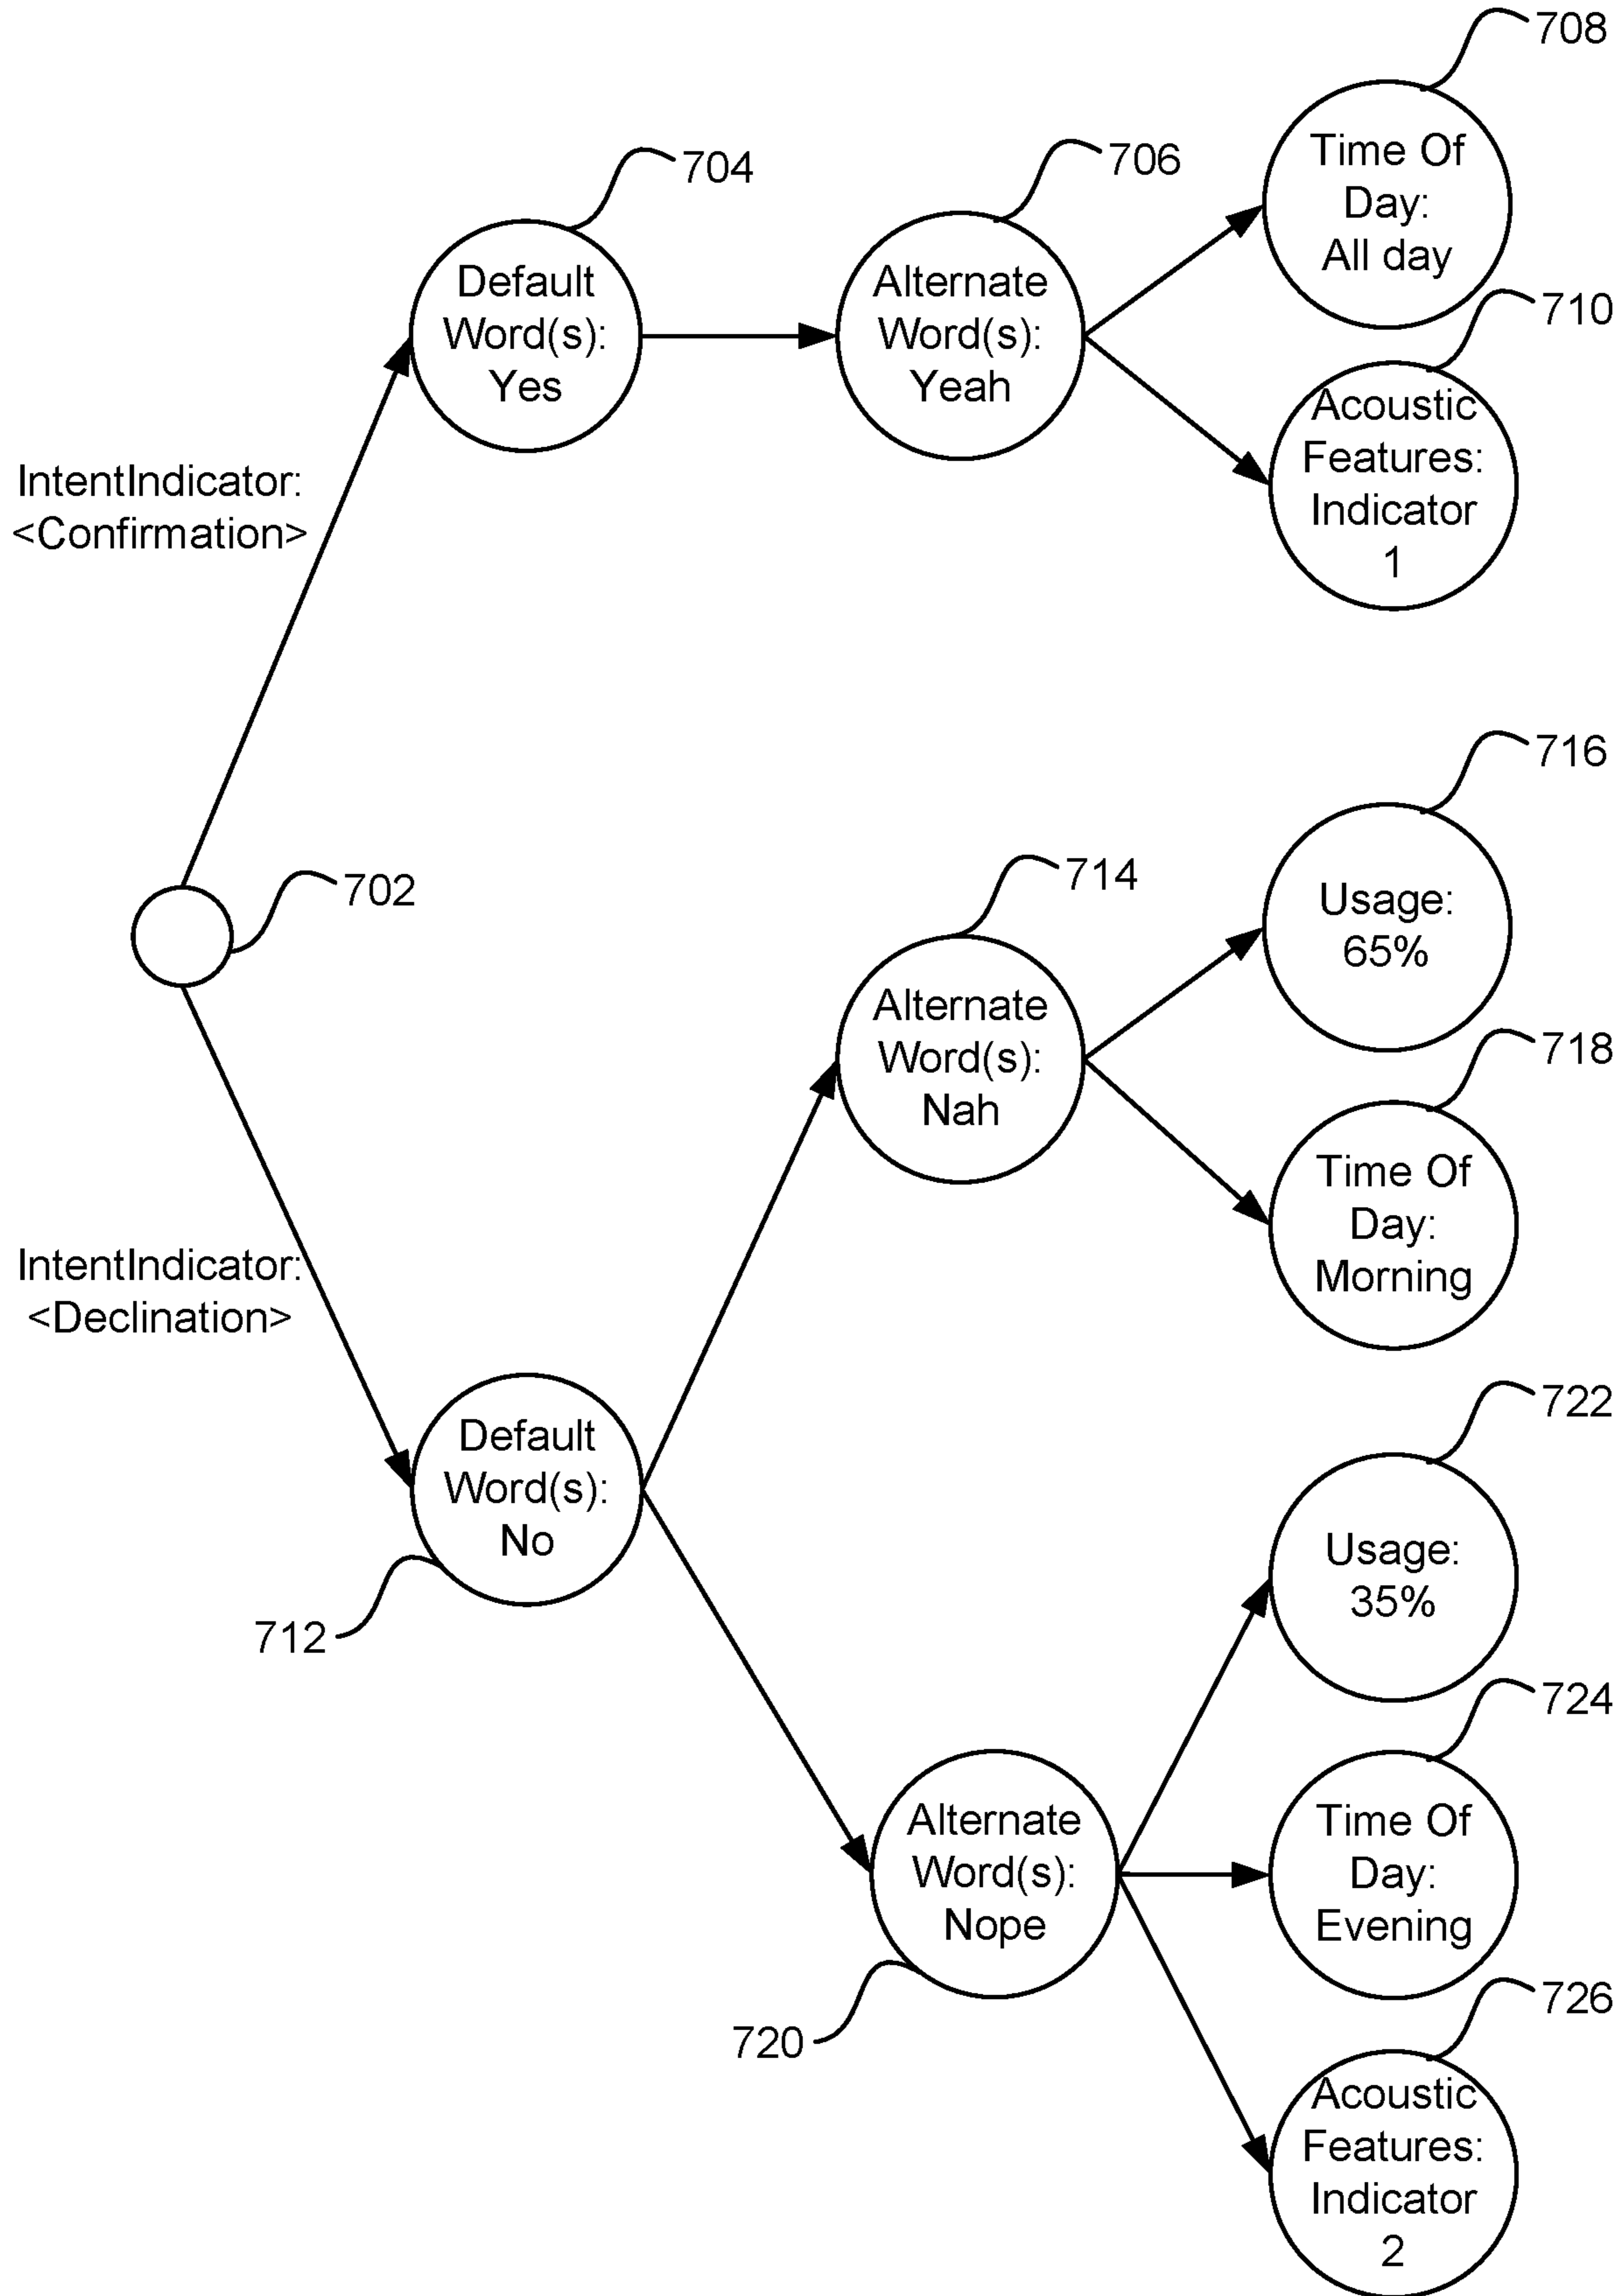 708
Time Of
Day:
All day
704
706
Default
Word(s):
Yes
Alternate
Word(s):
Yeah
710
Acoustic
Features:
Indicator
1
IntentIndicator:
<Confirmation>
702
714
716
Usage:
65%
Alternate
Word(s):
Nah
718
Time Of
Day:
Morning
IntentIndicator:
<Declination>
Default
Word(s):
No
712
722
Usage:
35%
724
Time Of
Day:
Evening
Alternate
Word(s):
Nope
720
726
Acoustic
Features:
Indicator
2